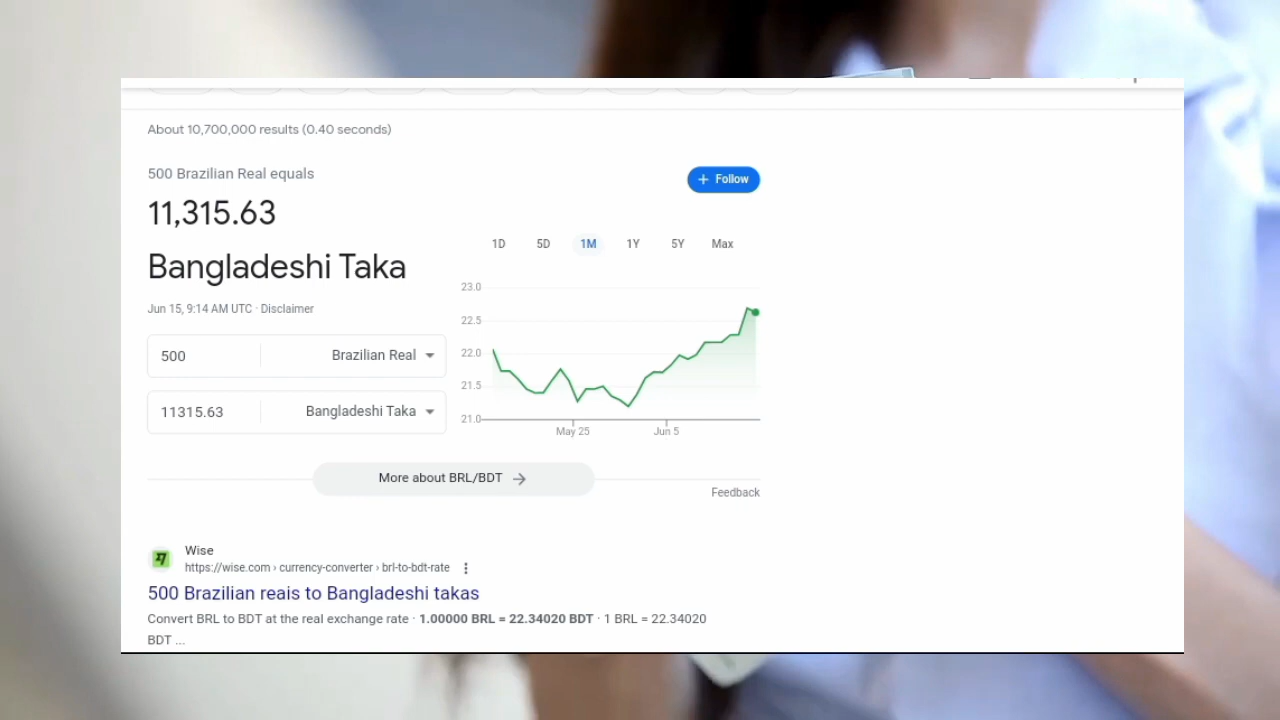 About 10,700,000 results (0.40 seconds)
500 Brazilian Real equals
+ Follow
11,315.63
Bangladeshi Taka
Jun 15, 9:14 AM UTC · Disclaimer
500 Brazilian Real
11315.63 Bangladeshi Taka
1D 5D 1M 1Y 5Y Max
23.0
22.5
22.0
21.5
21.0
May 25 Jun 5
More about BRL/BDT →
Feedback
Wise
https://wise.com › currency-converter › brl-to-bdt-rate
500 Brazilian reais to Bangladeshi takas
Convert BRL to BDT at the real exchange rate · 1.00000 BRL = 22.34020 BDT · 1 BRL = 22.34020
BDT ...